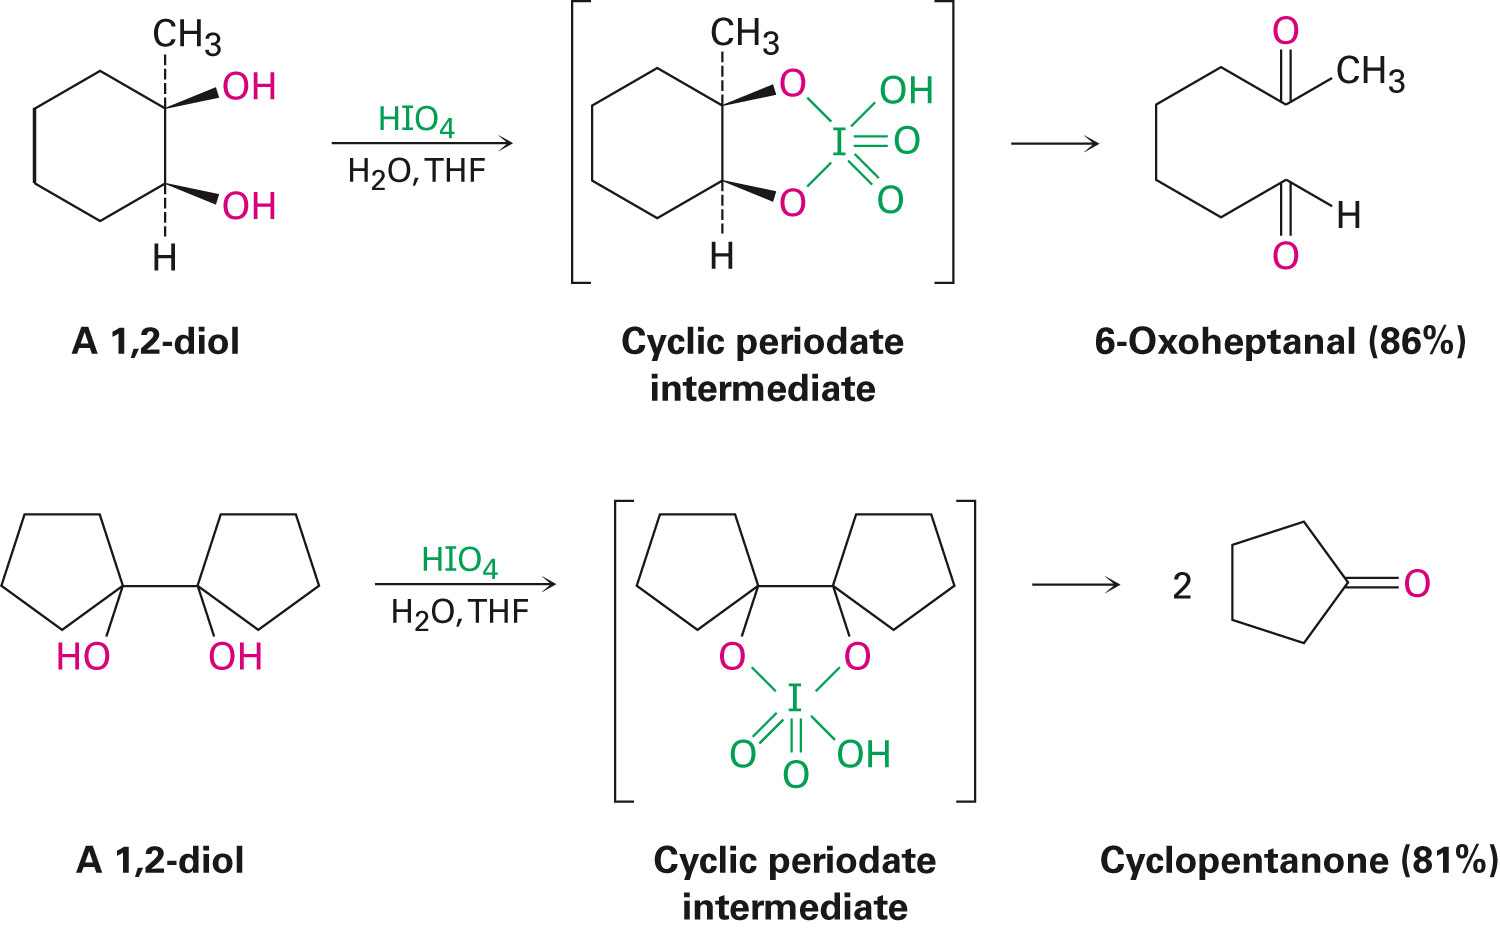 CH₃
OH
OH
H
HIO₄
H₂O, THF
CH₃
O
OH
I
O
O
O
H
O
CH₃
H
O
A 1,2-diol
Cyclic periodate
intermediate
6-Oxoheptanal (86%)
HO
OH
HIO₄
H₂O, THF
O
O
I
O
O
OH
2
O
A 1,2-diol
Cyclic periodate
intermediate
Cyclopentanone (81%)